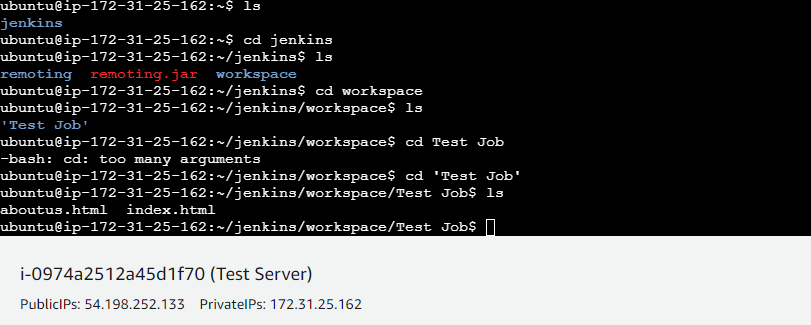 ubuntu@ip-172-31-25-162:~$ ls
jenkins
ubuntu@ip-172-31-25-162:~$ cd jenkins
ubuntu@ip-172-31-25-162:~/jenkins$ ls
remoting  remoting.jar  workspace
ubuntu@ip-172-31-25-162:~/jenkins$ cd workspace
ubuntu@ip-172-31-25-162:~/jenkins/workspace$ ls
'Test Job'
ubuntu@ip-172-31-25-162:~/jenkins/workspace$ cd Test Job
-bash: cd: too many arguments
ubuntu@ip-172-31-25-162:~/jenkins/workspace$ cd 'Test Job'
ubuntu@ip-172-31-25-162:~/jenkins/workspace/Test Job$ ls
aboutus.html  index.html
ubuntu@ip-172-31-25-162:~/jenkins/workspace/Test Job$
i-0974a2512a45d1f70 (Test Server)
PublicIPs: 54.198.252.133    PrivateIPs: 172.31.25.162